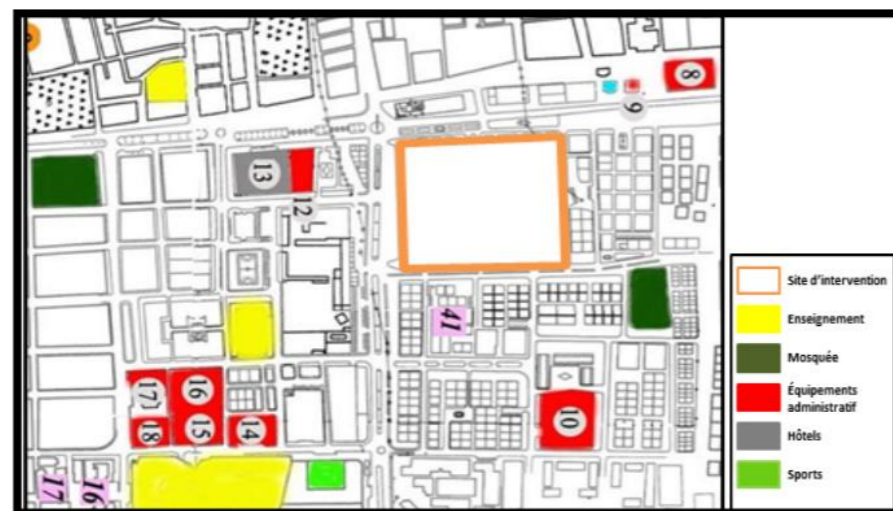 8
9
13
12
41
17
16
18
15
14
10
17
16
Site d'intervention
Enseignement
Mosquée
Équipements
administratif
Hôtels
Sports